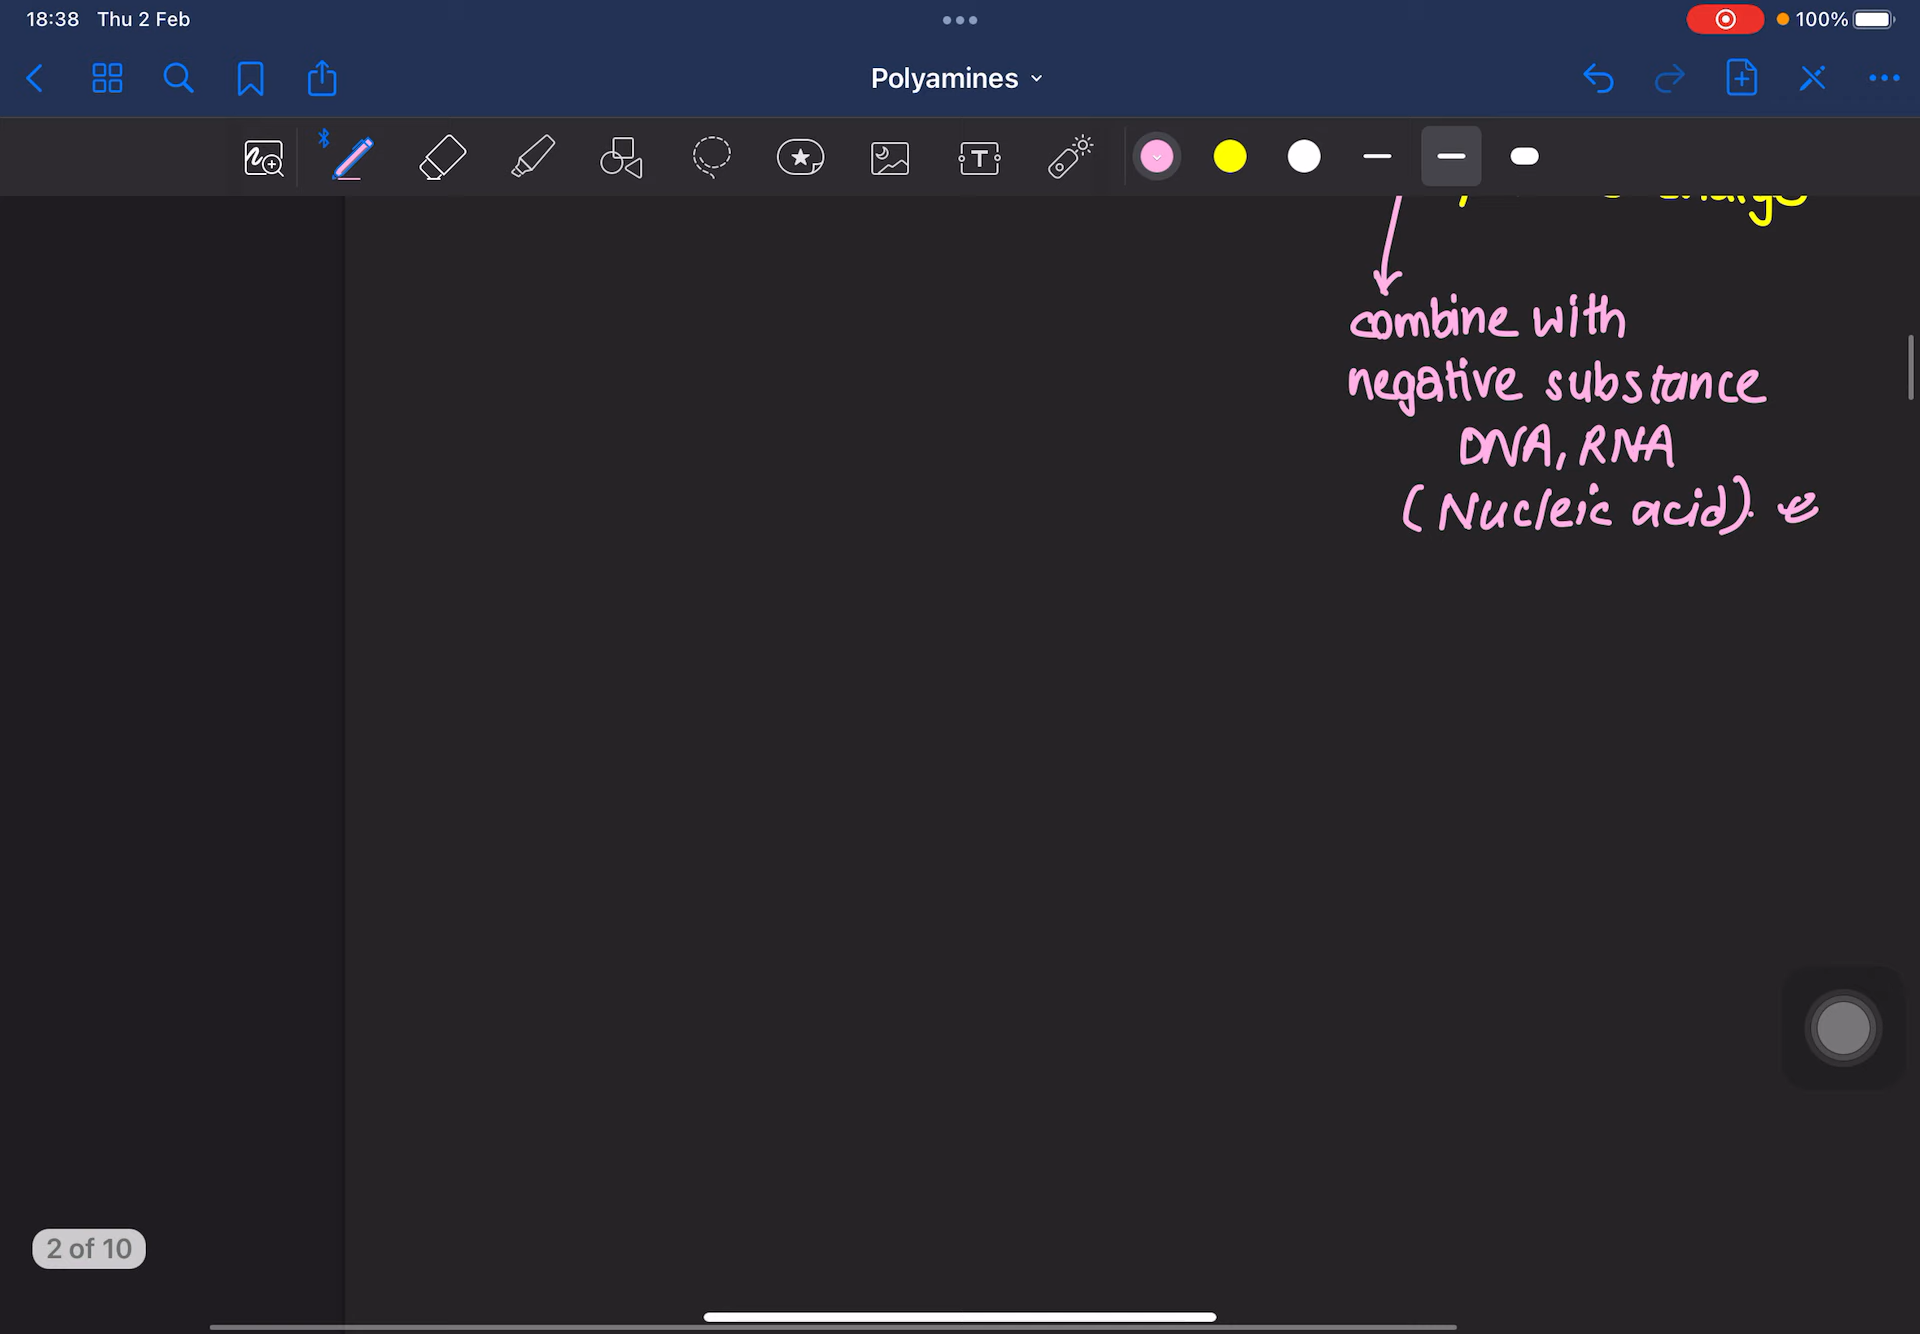 18:38 Thu 2 Feb
100%
Polyamines
T
combine with
negative substance
DNA, RNA
(Nucleic acid).
2 of 10